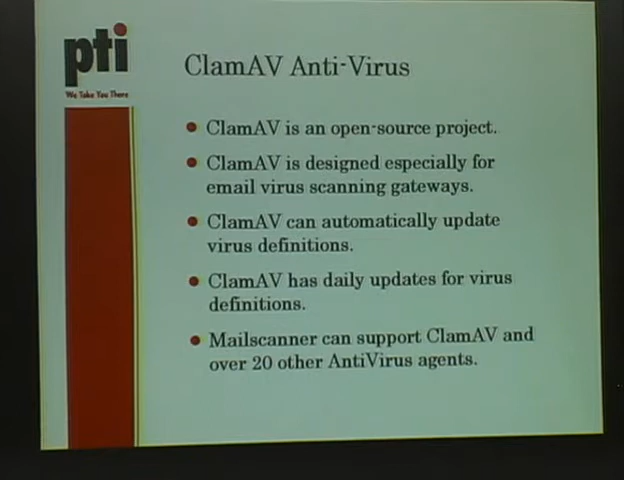 pti
We Take You There
ClamAV Anti-Virus
ClamAV is an open-source project.
ClamAV is designed especially for
email virus scanning gateways.
ClamAV can automatically update
virus definitions.
ClamAV has daily updates for virus
definitions.
Mailscanner can support ClamAV and
over 20 other AntiVirus agents.